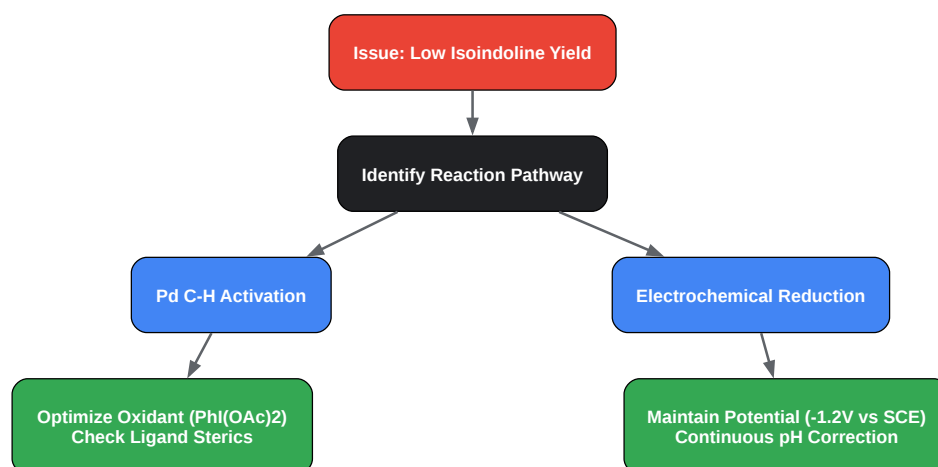 Issue: Low Isoindoline Yield
Identify Reaction Pathway
Pd C-H Activation
Electrochemical Reduction
Optimize Oxidant (PhI(OAc)2)
Check Ligand Sterics
Maintain Potential (-1.2V vs SCE)
Continuous pH Correction